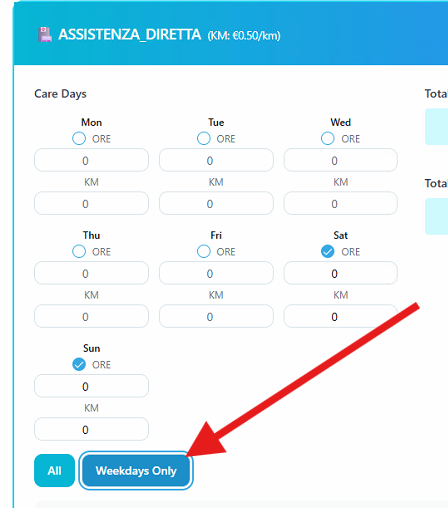 ASSISTENZA_DIRETTA (KM: €0.50/km)
Care Days
Total
Mon Tue Wed
ORE ORE ORE
0 0 0
KM KM KM
0 0 0
Total
Thu Fri Sat
ORE ORE ORE
0 0 0
KM KM KM
0 0 0
Sun
ORE
0
KM
0
All Weekdays Only